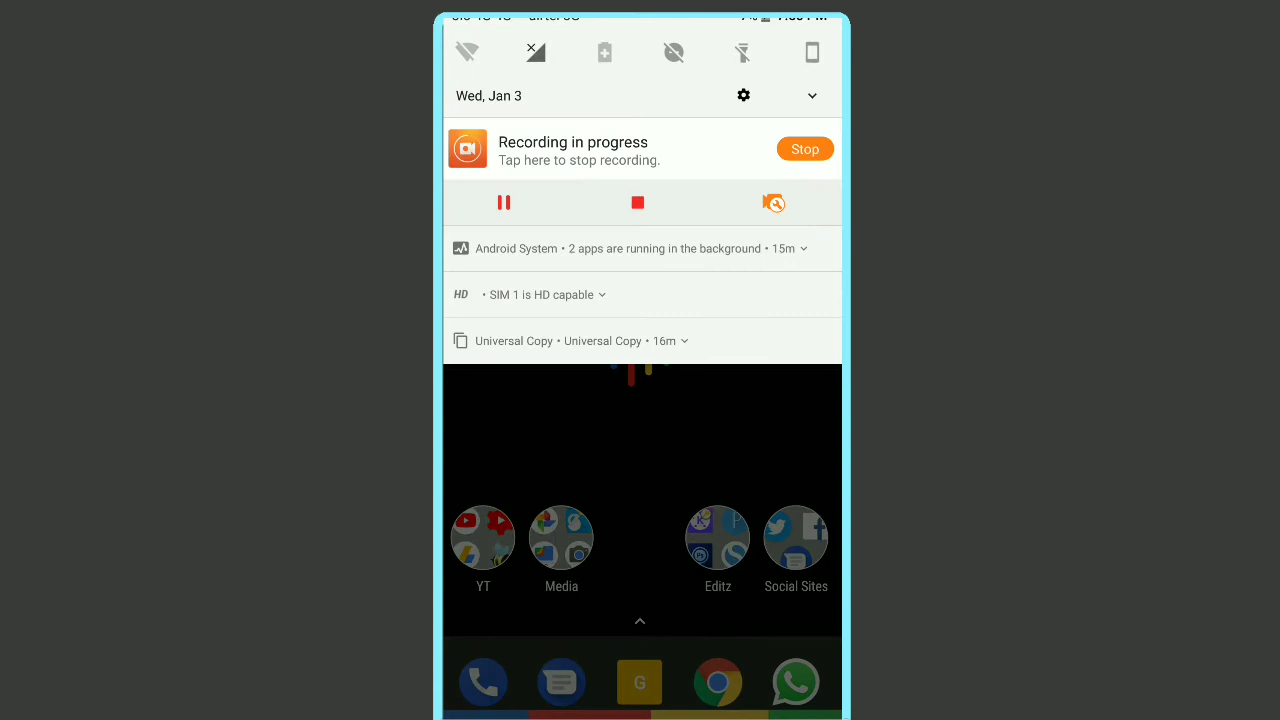 Wed, Jan 3
Recording in progress
Tap here to stop recording.
Stop
Android System • 2 apps are running in the background • 15m
HD • SIM 1 is HD capable
Universal Copy • Universal Copy • 16m
YT
Media
Editz
Social Sites
G